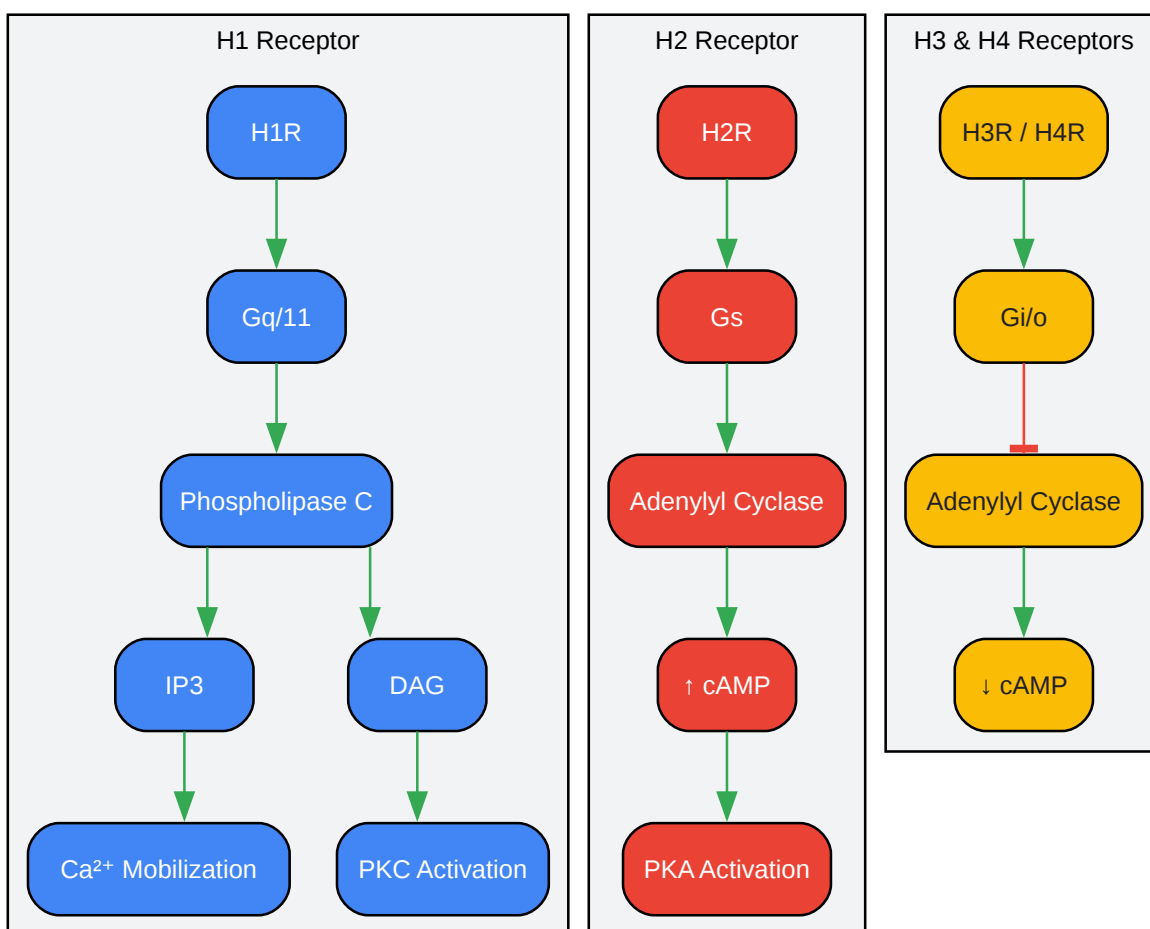 H1 Receptor
H1R
Gq/11
Phospholipase C
IP3
DAG
Ca²⁺ Mobilization
PKC Activation
H2 Receptor
H2R
Gs
Adenylyl Cyclase
↑ cAMP
PKA Activation
H3 & H4 Receptors
H3R / H4R
Gi/o
Adenylyl Cyclase
↓ cAMP